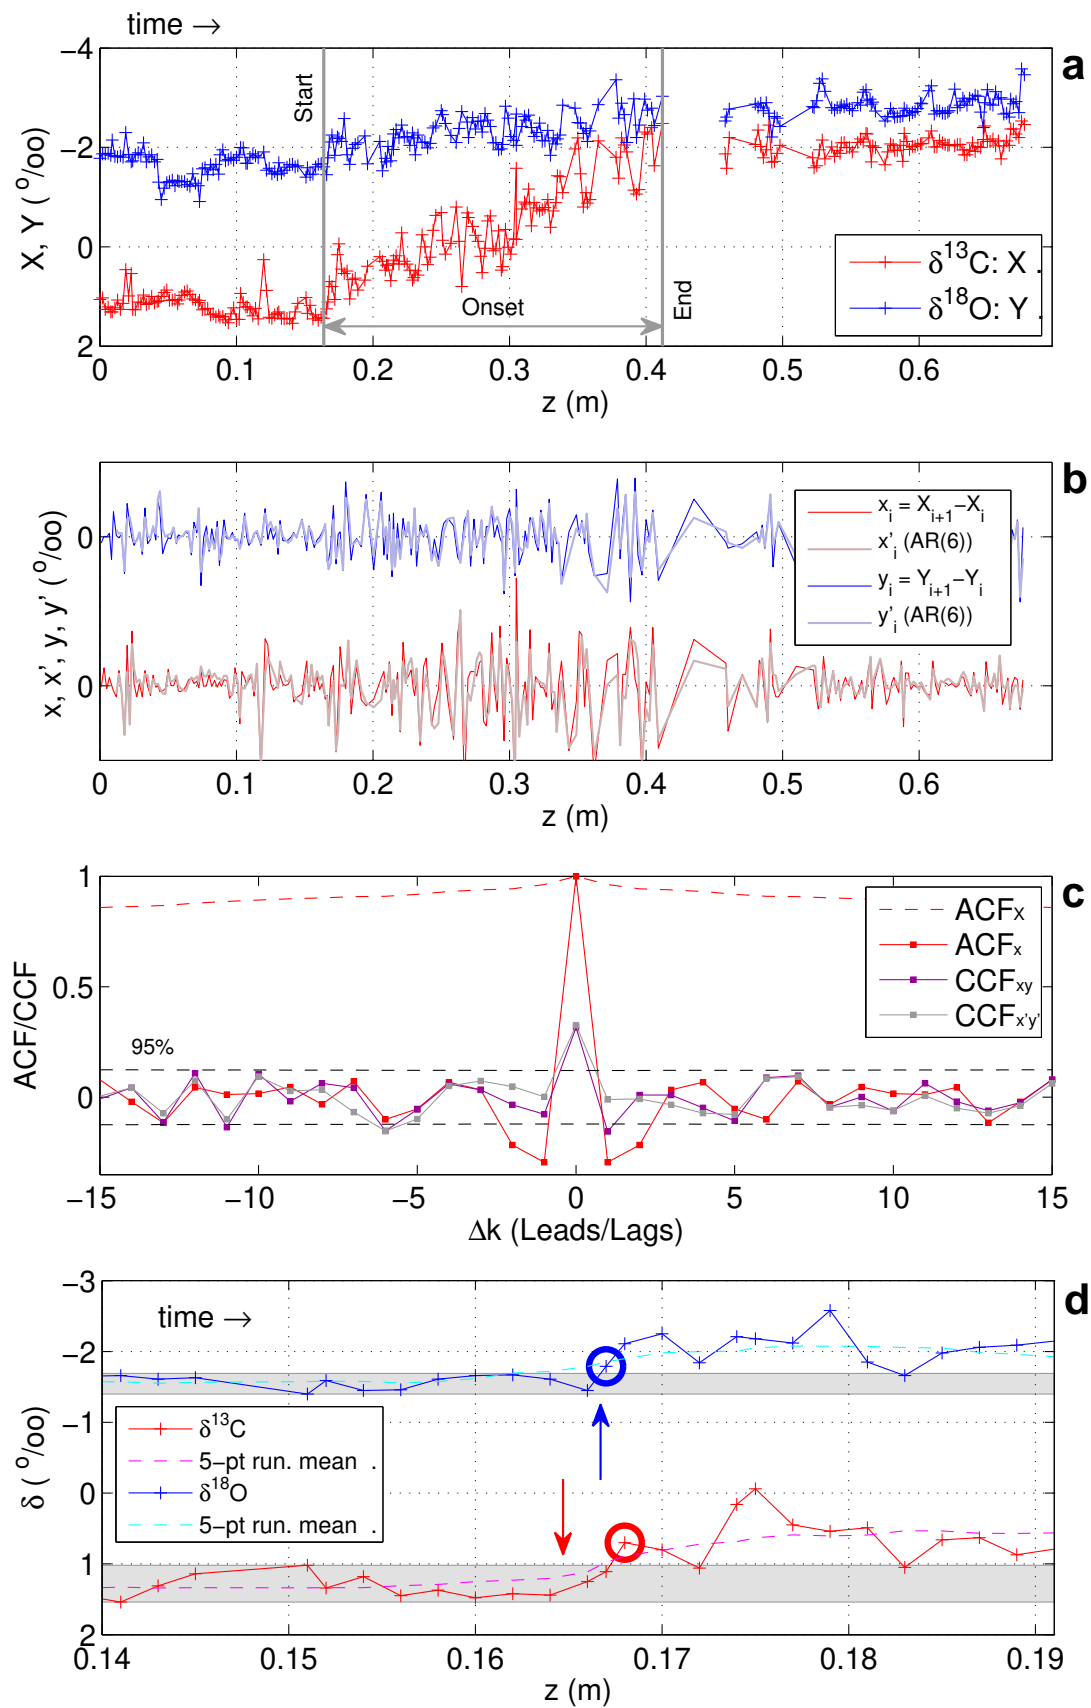 time →
a
X, Y ( °/oo)
−4
−2
0
2
Start
Onset
End
δ13C: X .
δ18O: Y .
0 0.1 0.2 0.3 0.4 0.5 0.6
z (m)
b
x, x’, y, y’ ( °/oo)
0
0
xi = Xi+1−Xi
x’i (AR(6))
yi = Yi+1−Yi
y’i (AR(6))
0 0.1 0.2 0.3 0.4 0.5 0.6
z (m)
c
ACF/CCF
1
0.5
0
95%
ACFX
ACFx
CCFxy
CCFx’y’
−15 −10 −5 0 5 10 15
Δk (Leads/Lags)
d
time →
δ ( °/oo)
−3
−2
−1
0
1
2
δ13C
5−pt run. mean .
δ18O
5−pt run. mean .
0.14 0.15 0.16 0.17 0.18 0.19
z (m)